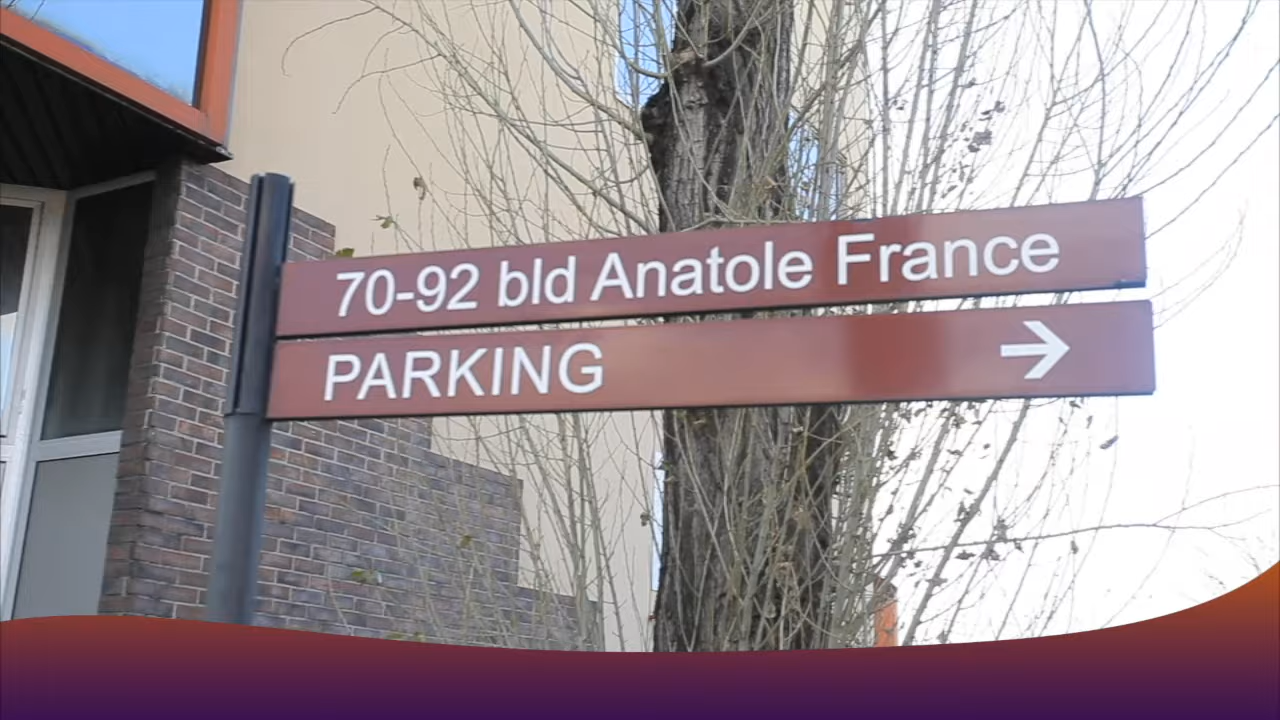 70-92 bld Anatole France
PARKING →